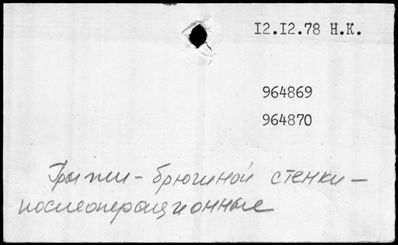 12.12.78 Н.К.
964869
964870
Грыжи - брюшной стенки -
послеоперационные